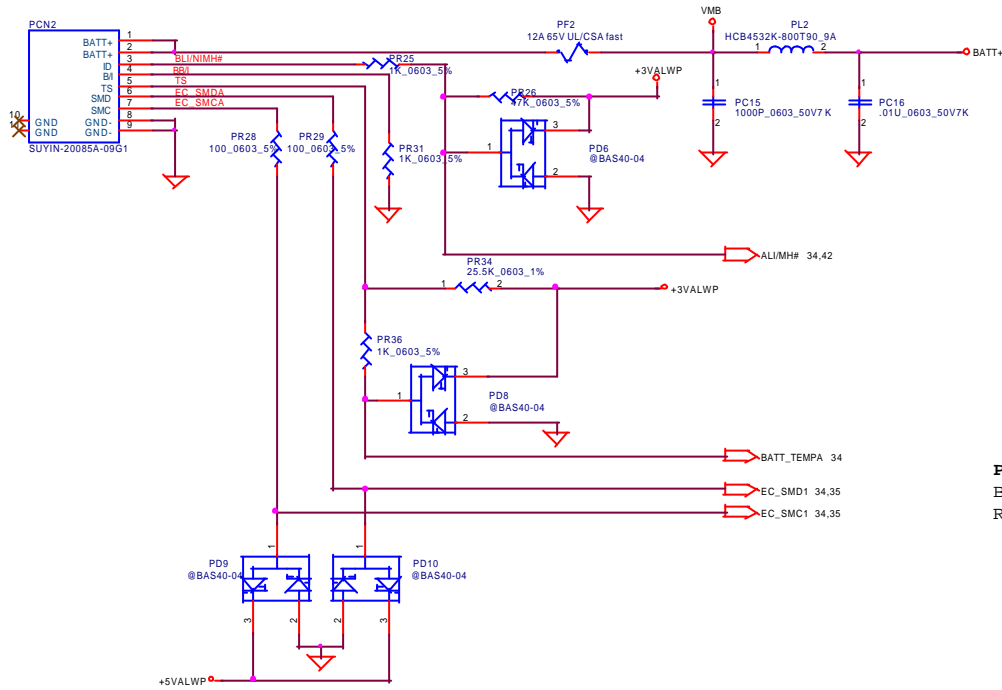 PCN2
BATT+ 1
BATT+ 2
ID 3
B/I 4
TS 5
SMD 6
SMC 7
GND- 8
GND- 9
10 GND
GND
SUYIN-20085A-09G1
BLI/NIMH#
BB/I
TS
EC_SMDA
EC_SMCA
PF2
12A 65V UL/CSA fast
VMB
PL2
HCB4532K-800T90_9A
1 2
BATT+
PR25
1K_0603_5%
+3VALWP
PR26
47K_0603_5%
1
PC15
1000P_0603_50V7K
2
1
PC16
.01U_0603_50V7K
2
PR28
100_0603_5%
PR29
100_0603_5%
PR31
1K_0603_5%
3
1
2
PD6
@BAS40-04
ALI/MH# 34,42
PR34
25.5K_0603_1%
1 2
+3VALWP
PR36
1K_0603_5%
3
1
2
PD8
@BAS40-04
BATT_TEMPA 34
EC_SMD1 34,35
EC_SMC1 34,35
P
B
R
1
1
PD9
@BAS40-04
PD10
@BAS40-04
3
2
2
3
+5VALWP